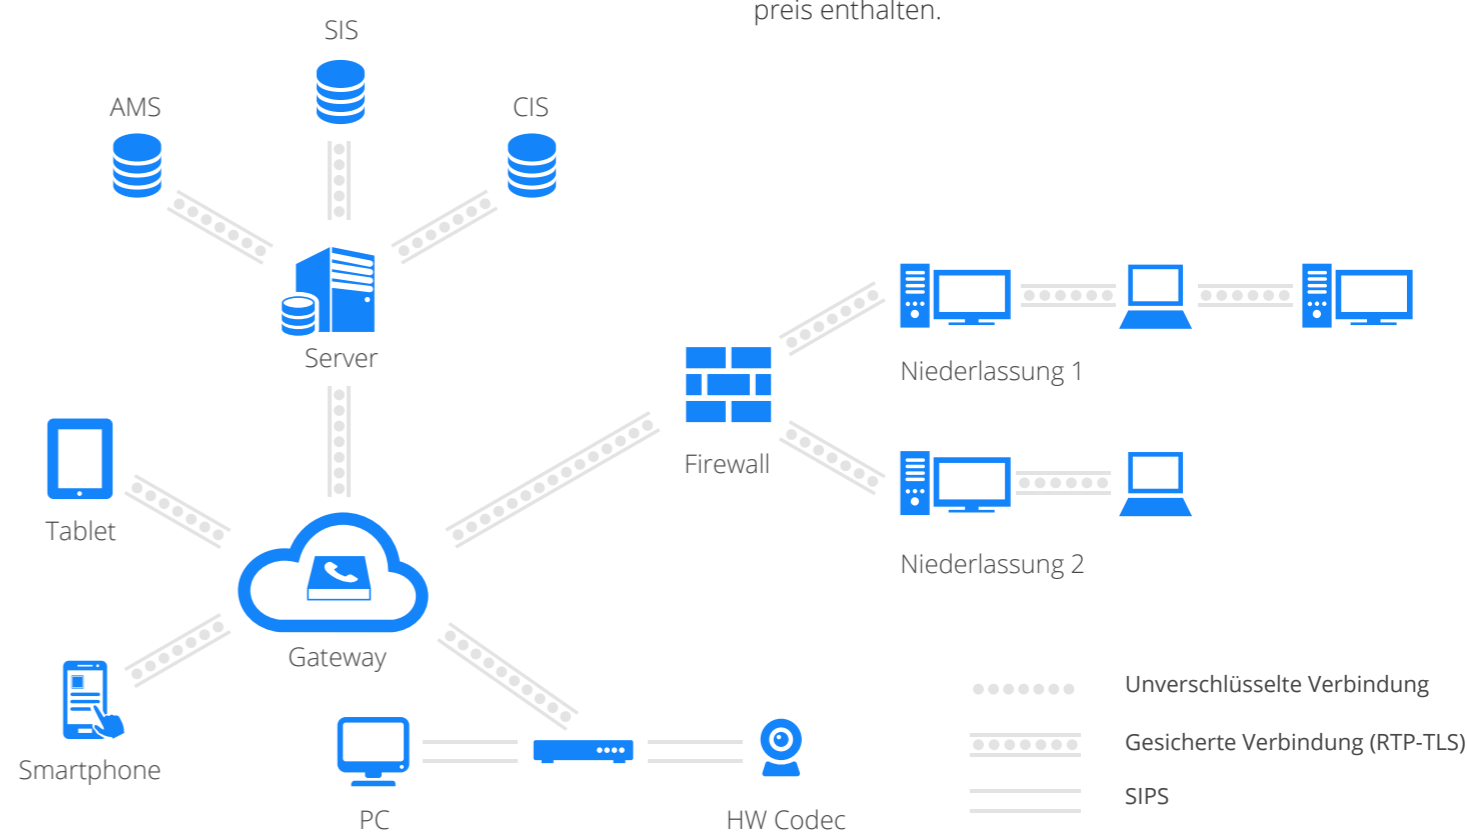 preis enthalten.
SIS
AMS
CIS
Server
Niederlassung 1
Firewall
Tablet
Niederlassung 2
Gateway
Unverschlüsselte Verbindung
Gesicherte Verbindung (RTP-TLS)
Smartphone
SIPS
PC
HW Codec